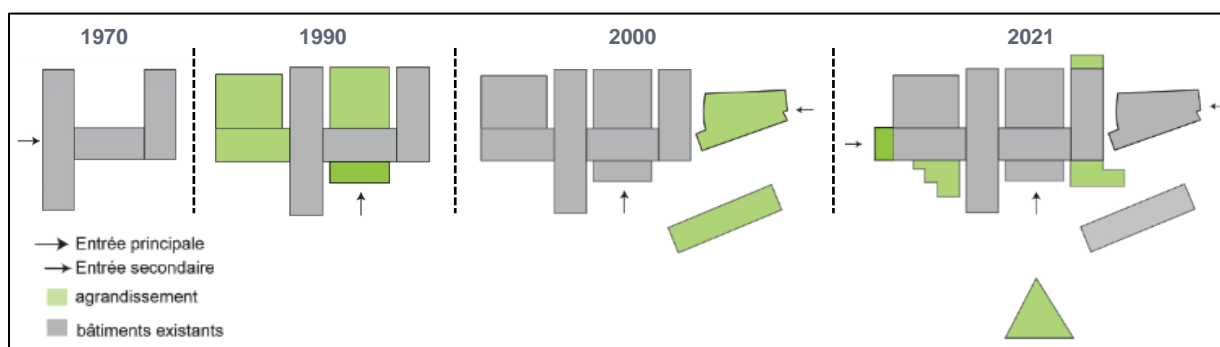 1970
1990
2000
2021
Entrée principale
Entrée secondaire
agrandissement
bâtiments existants